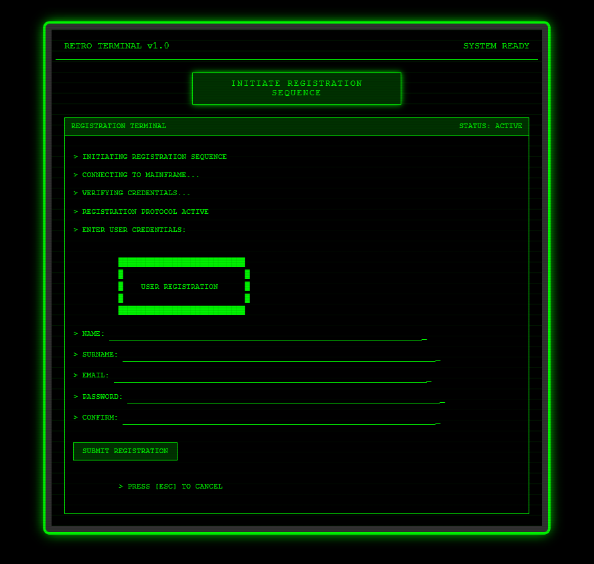 RETRO TERMINAL v1.0 SYSTEM READY
INITIATE REGISTRATION
SEQUENCE
REGISTRATION TERMINAL STATUS: ACTIVE
> INITIATING REGISTRATION SEQUENCE
> CONNECTING TO MAINFRAME...
> VERIFYING CREDENTIALS...
> REGISTRATION PROTOCOL ACTIVE
> ENTER USER CREDENTIALS:
USER REGISTRATION
> NAME:
> SURNAME:
> EMAIL:
> PASSWORD:
> CONFIRM:
SUBMIT REGISTRATION
> PRESS [ESC] TO CANCEL